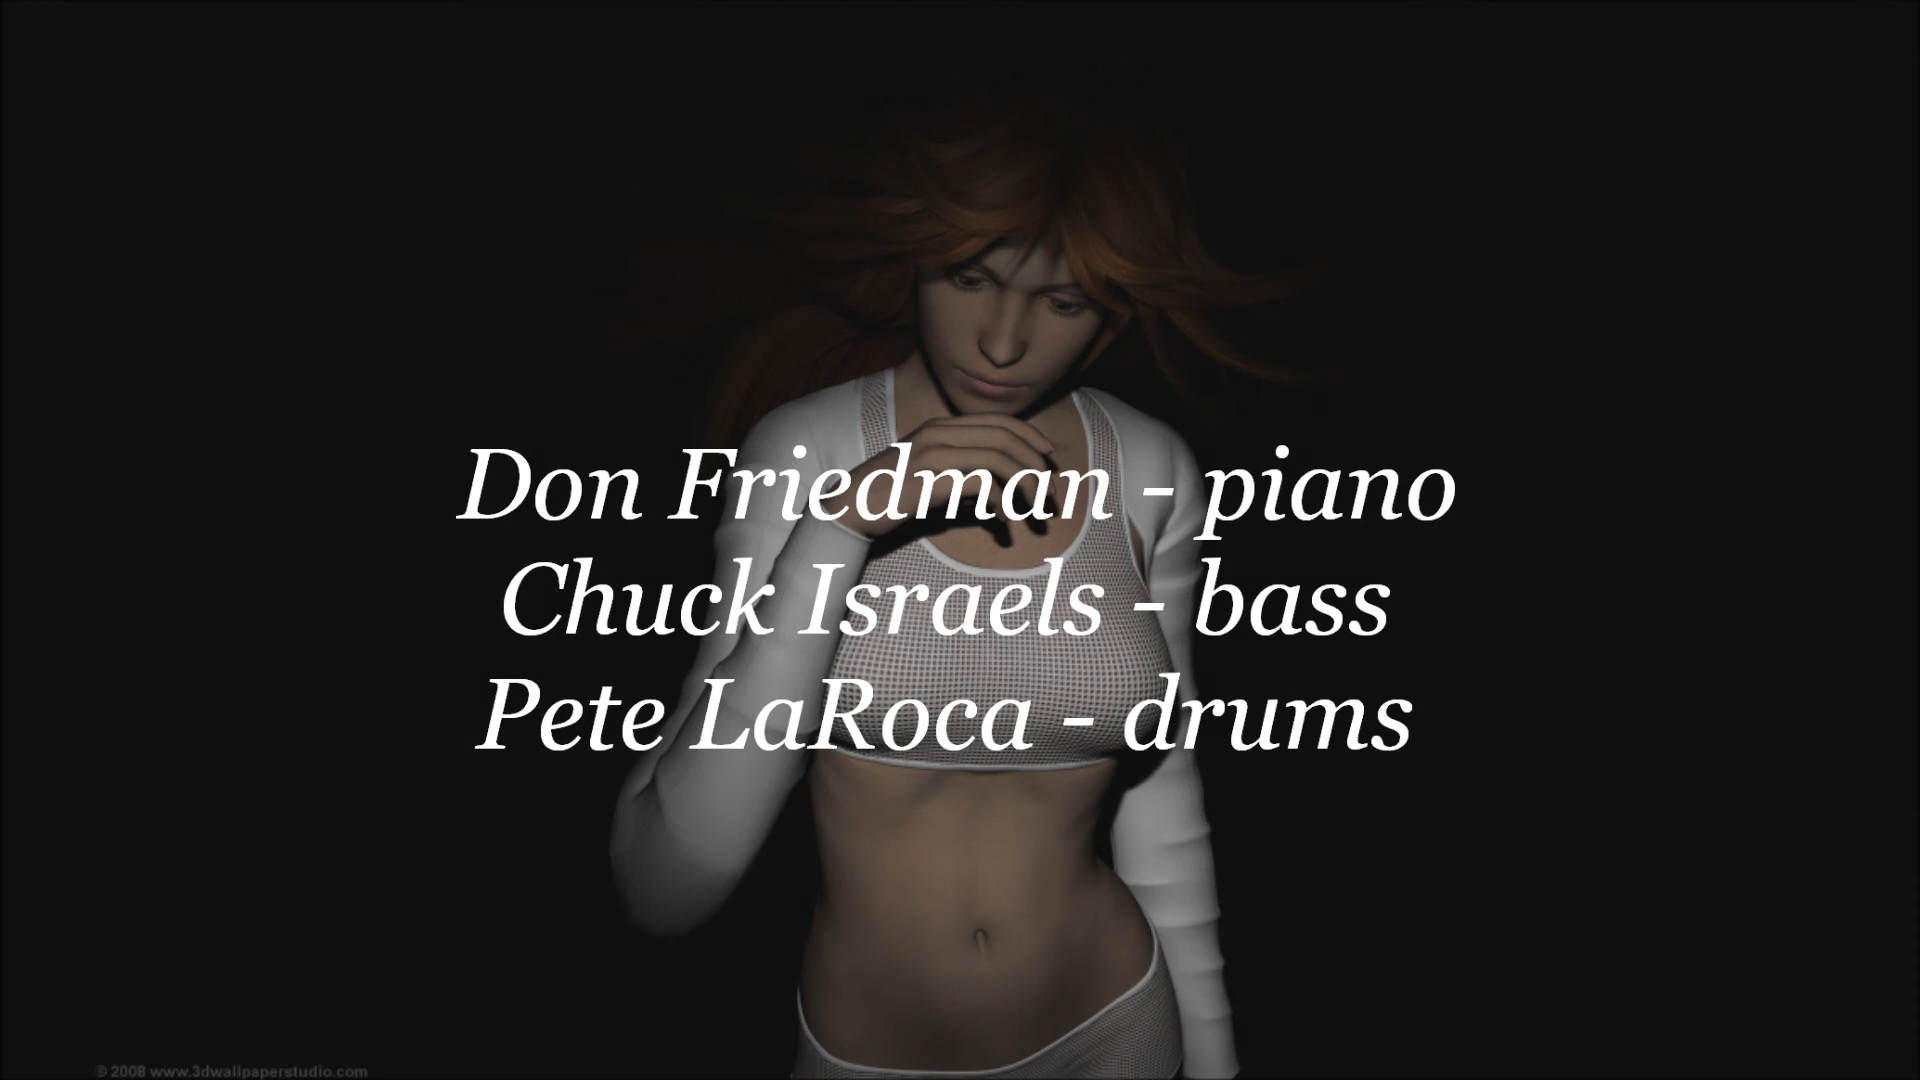 Don Friedman - piano
Chuck Israels - bass
Pete LaRoca - drums
© 2008 www.3dwallpaperstudio.com